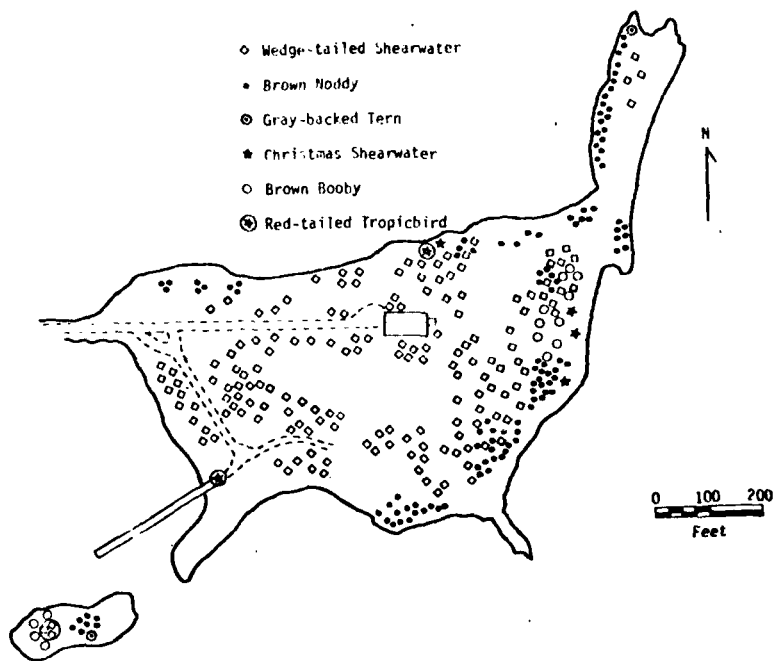 Wedge-tailed Shearwater
Brown Noddy
Gray-backed Tern
Christmas Shearwater
Brown Booby
Red-tailed Tropicbird
N
0 100 200
Feet